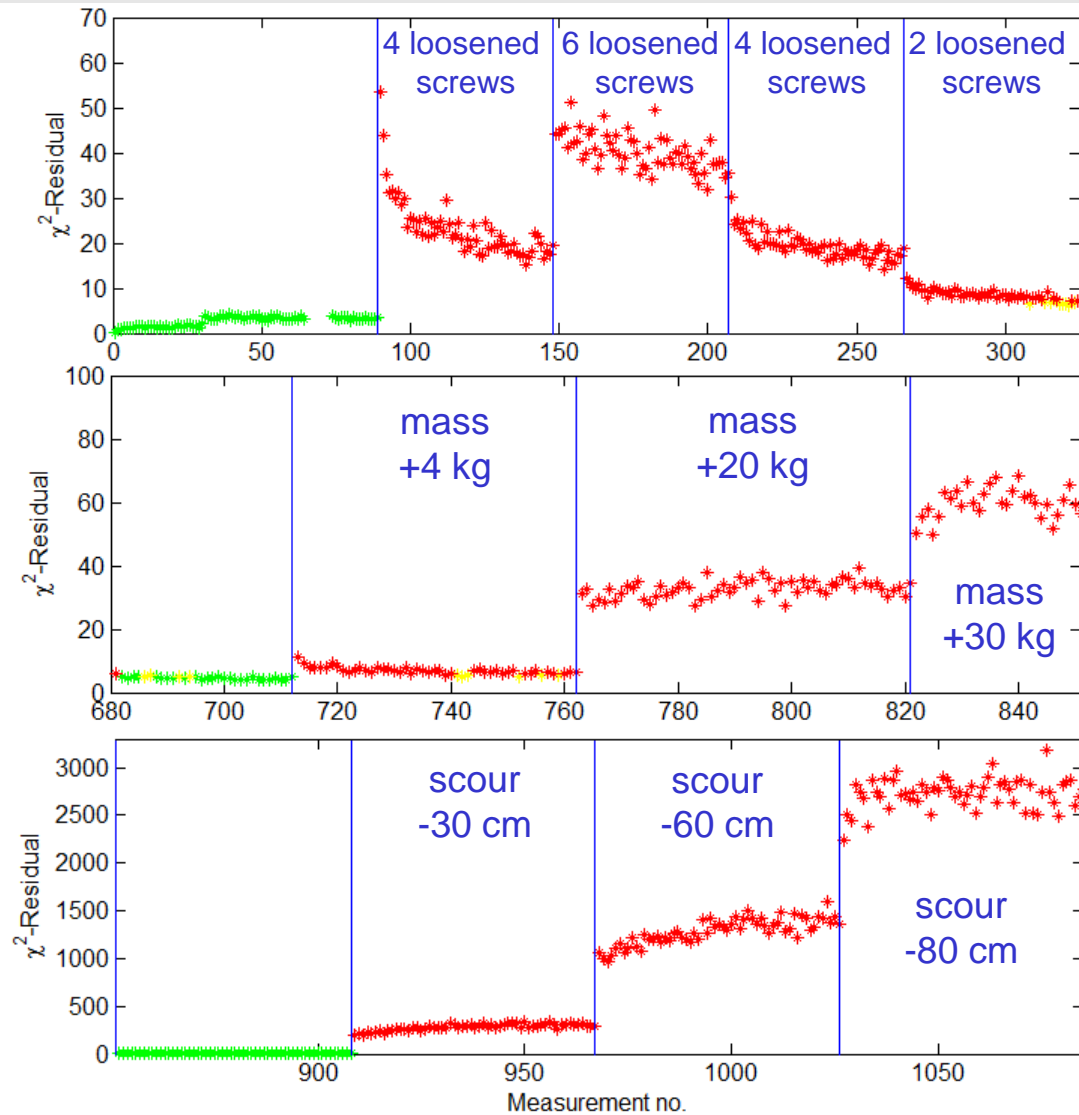 70
60
50
40
30
20
10
0
χ²-Residual
4 loosened
screws
6 loosened
screws
4 loosened
screws
2 loosened
screws
0 50 100 150 200 250 300
100
80
60
40
20
0
χ²-Residual
mass
+4 kg
mass
+20 kg
mass
+30 kg
680 700 720 740 760 780 800 820 840
3000
2500
2000
1500
1000
500
0
χ²-Residual
scour
-30 cm
scour
-60 cm
scour
-80 cm
900 950 1000 1050
Measurement no.